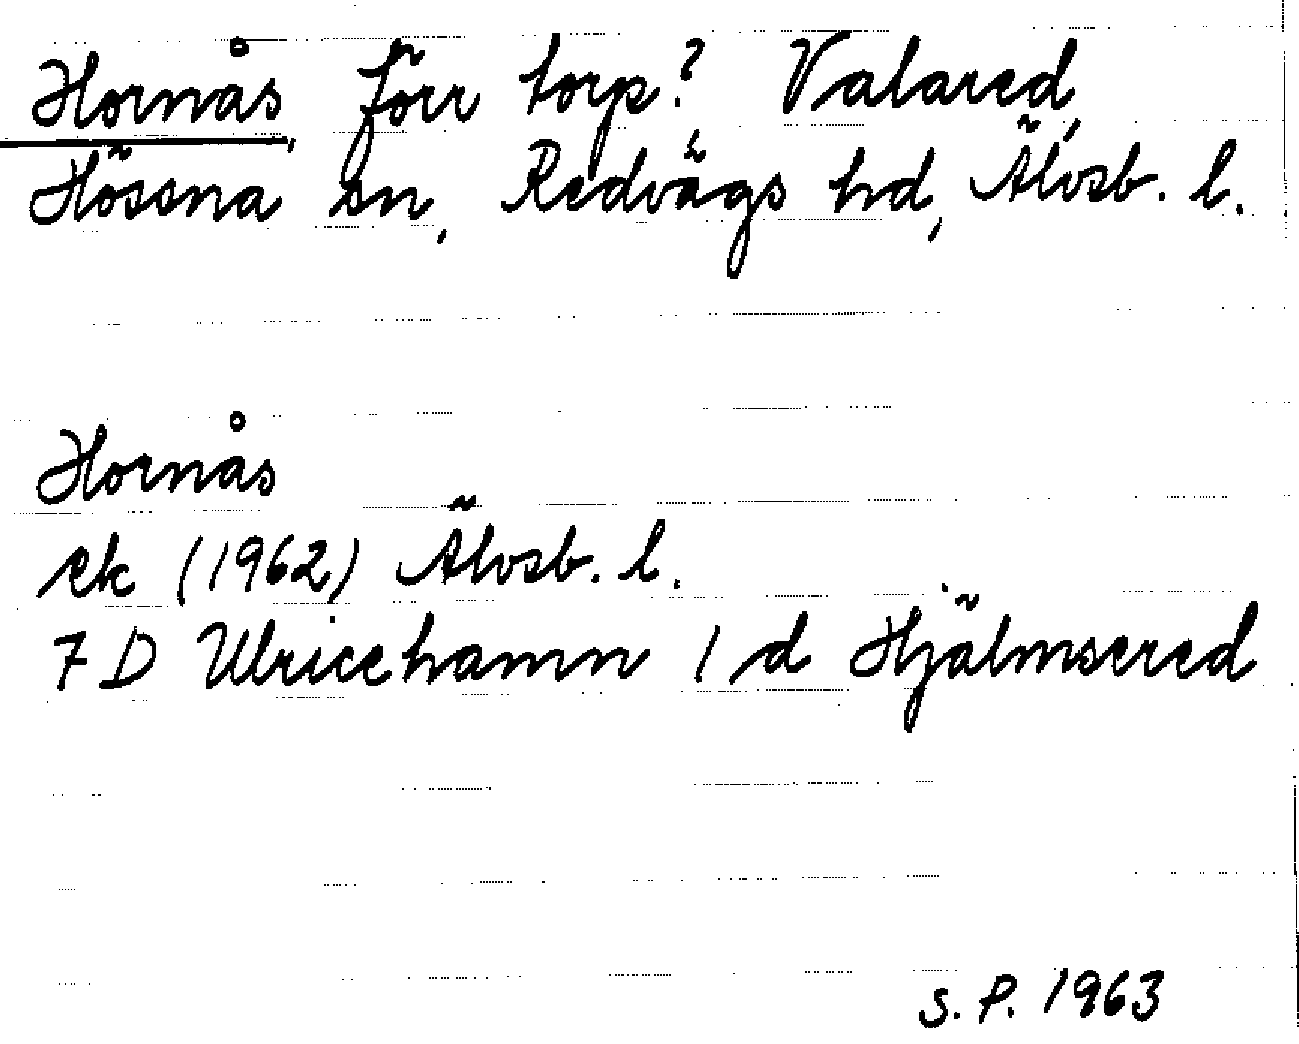 Hornås, förr torp? Valared,
Hössna sn, Redvägs hd, Älvsb. l.
Hornås
ek (1962) Älvsb. l.
7 D Ulricehamn 1 d Hjälmsered
S. P. 1963